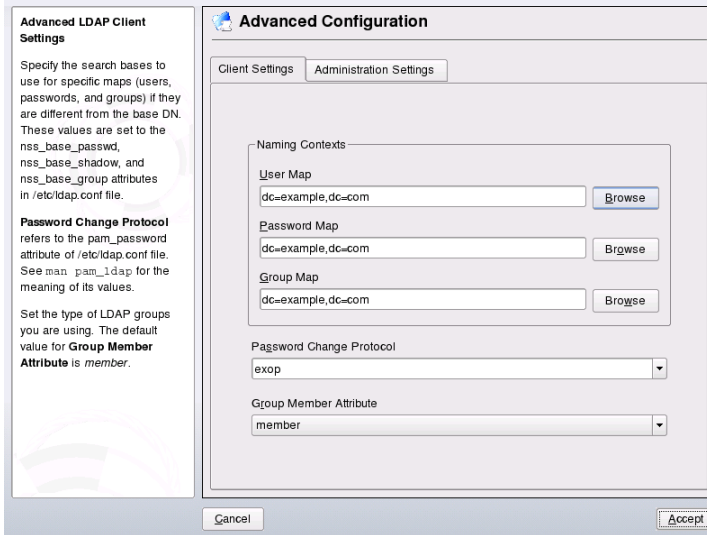 Advanced LDAP Client
Settings
Specify the search bases to
use for specific maps (users,
passwords, and groups) if they
are different from the base DN.
These values are set to the
nss_base_passwd,
nss_base_shadow, and
nss_base_group attributes
in /etc/ldap.conf file.
Password Change Protocol
refers to the pam_password
attribute of /etc/ldap.conf file.
See man pam_ldap for the
meaning of its values.
Set the type of LDAP groups
you are using. The default
value for Group Member
Attribute is member.
Advanced Configuration
Client Settings
Administration Settings
Naming Contexts
User Map
dc=example,dc=com
Browse
Password Map
dc=example,dc=com
Browse
Group Map
dc=example,dc=com
Browse
Password Change Protocol
exop
Group Member Attribute
member
Cancel
Accept